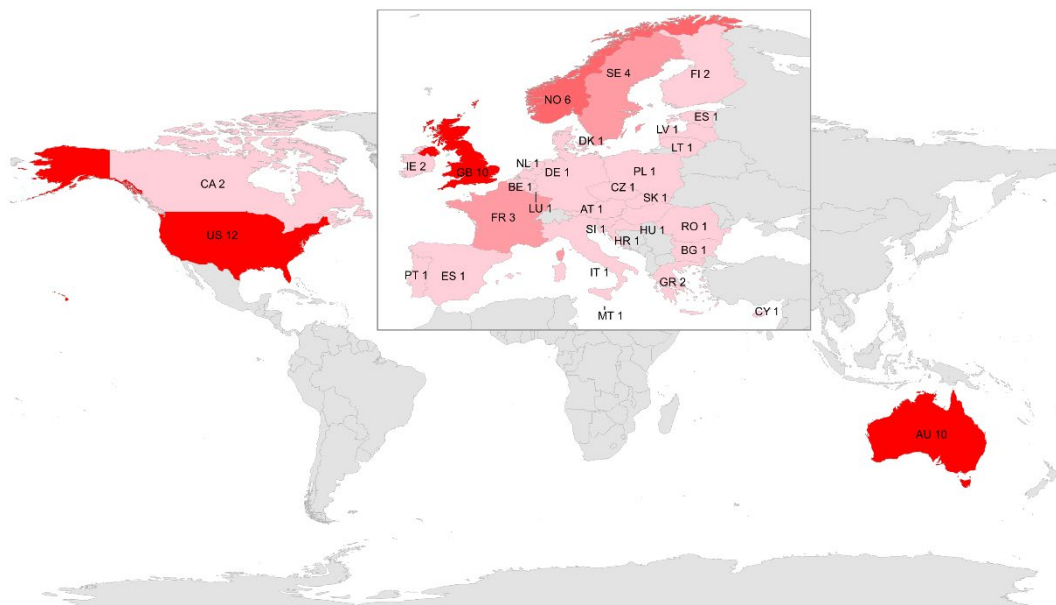 SE 4
FI 2
NO 6
ES 1
LV 1
DK 1
LT 1
IE 2
GB 10
NL 1
DE 1
PL 1
CA 2
BE 1
CZ 1
SK 1
LU 1
AT 1
FR 3
US 12
SI 1
HU 1
RO 1
HR 1
BG 1
PT 1
ES 1
IT 1
GR 2
MT 1
CY 1
AU 10